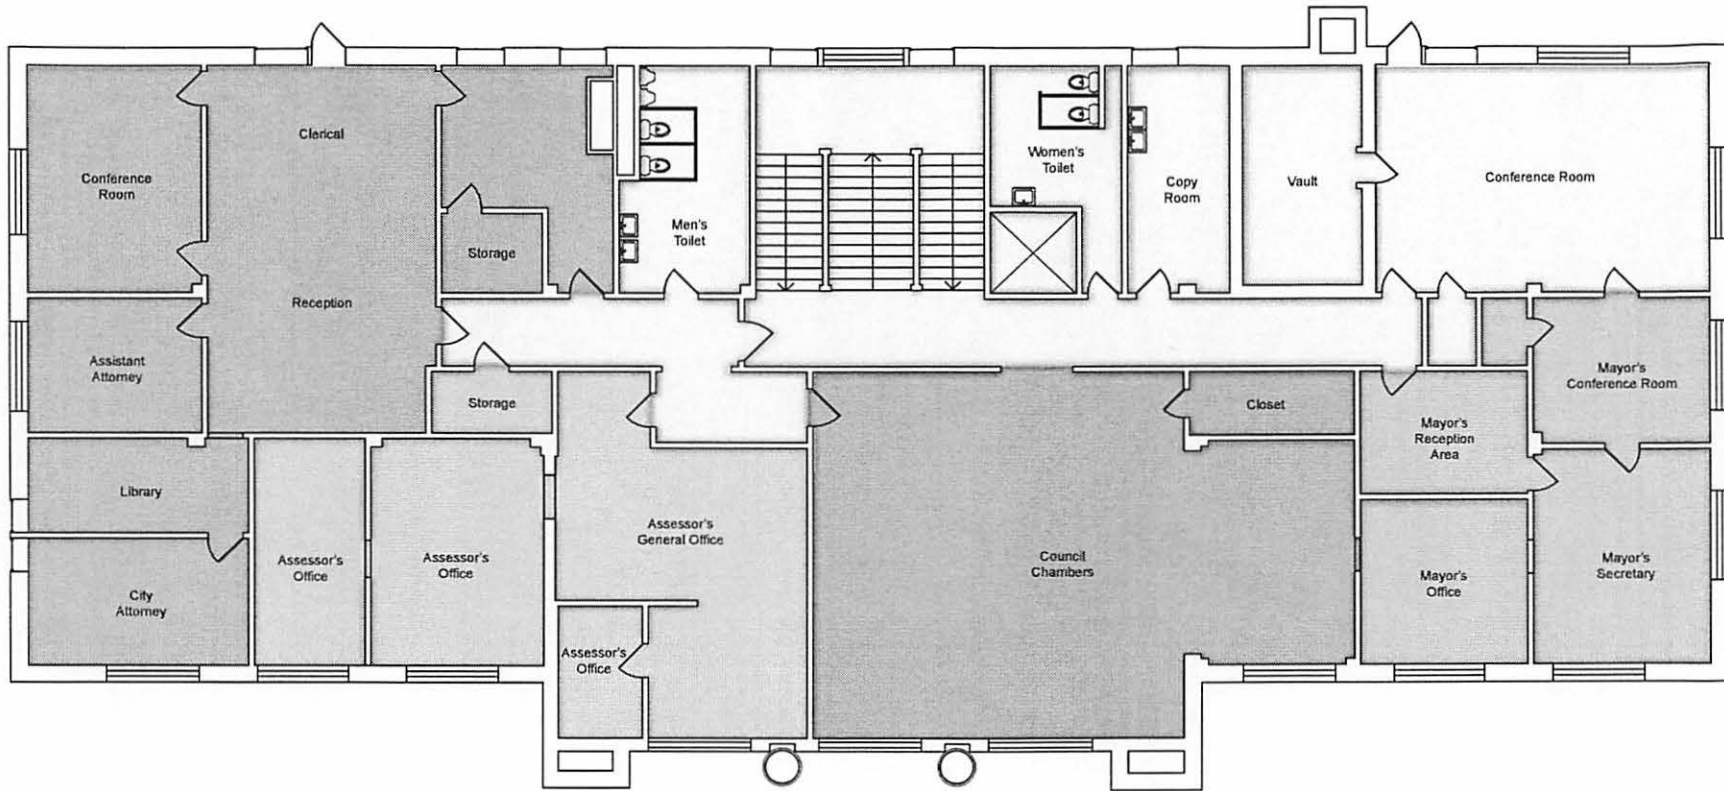 Clerical
Conference
Room
Women's
Toilet
Copy
Room
Vault
Conference Room
Men's
Toilet
Storage
Reception
Assistant
Attorney
Storage
Closet
Mayor's
Conference Room
Mayor's
Reception
Area
Library
Assessor's
General Office
Assessor's
Office
Assessor's
Office
Council
Chambers
Mayor's
Office
Mayor's
Secretary
City
Attorney
Assessor's
Office